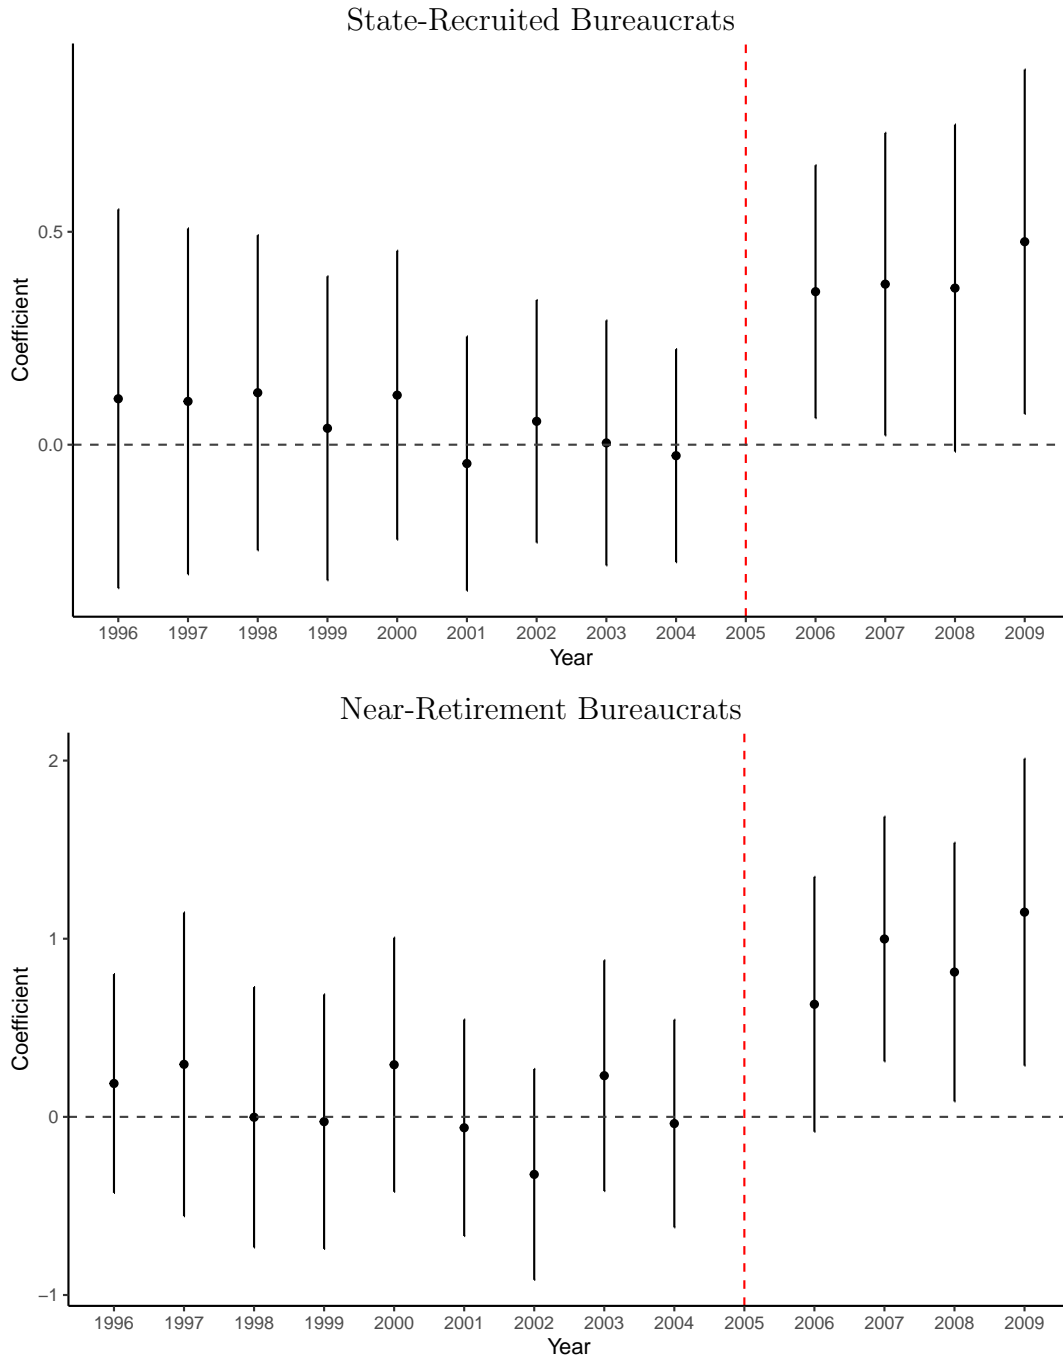 State-Recruited Bureaucrats
Coefficient
0.5
0.0
1996 1997 1998 1999 2000 2001 2002 2003 2004 2005 2006 2007 2008 2009
Year
Near-Retirement Bureaucrats
Coefficient
2
1
0
−1
1996 1997 1998 1999 2000 2001 2002 2003 2004 2005 2006 2007 2008 2009
Year